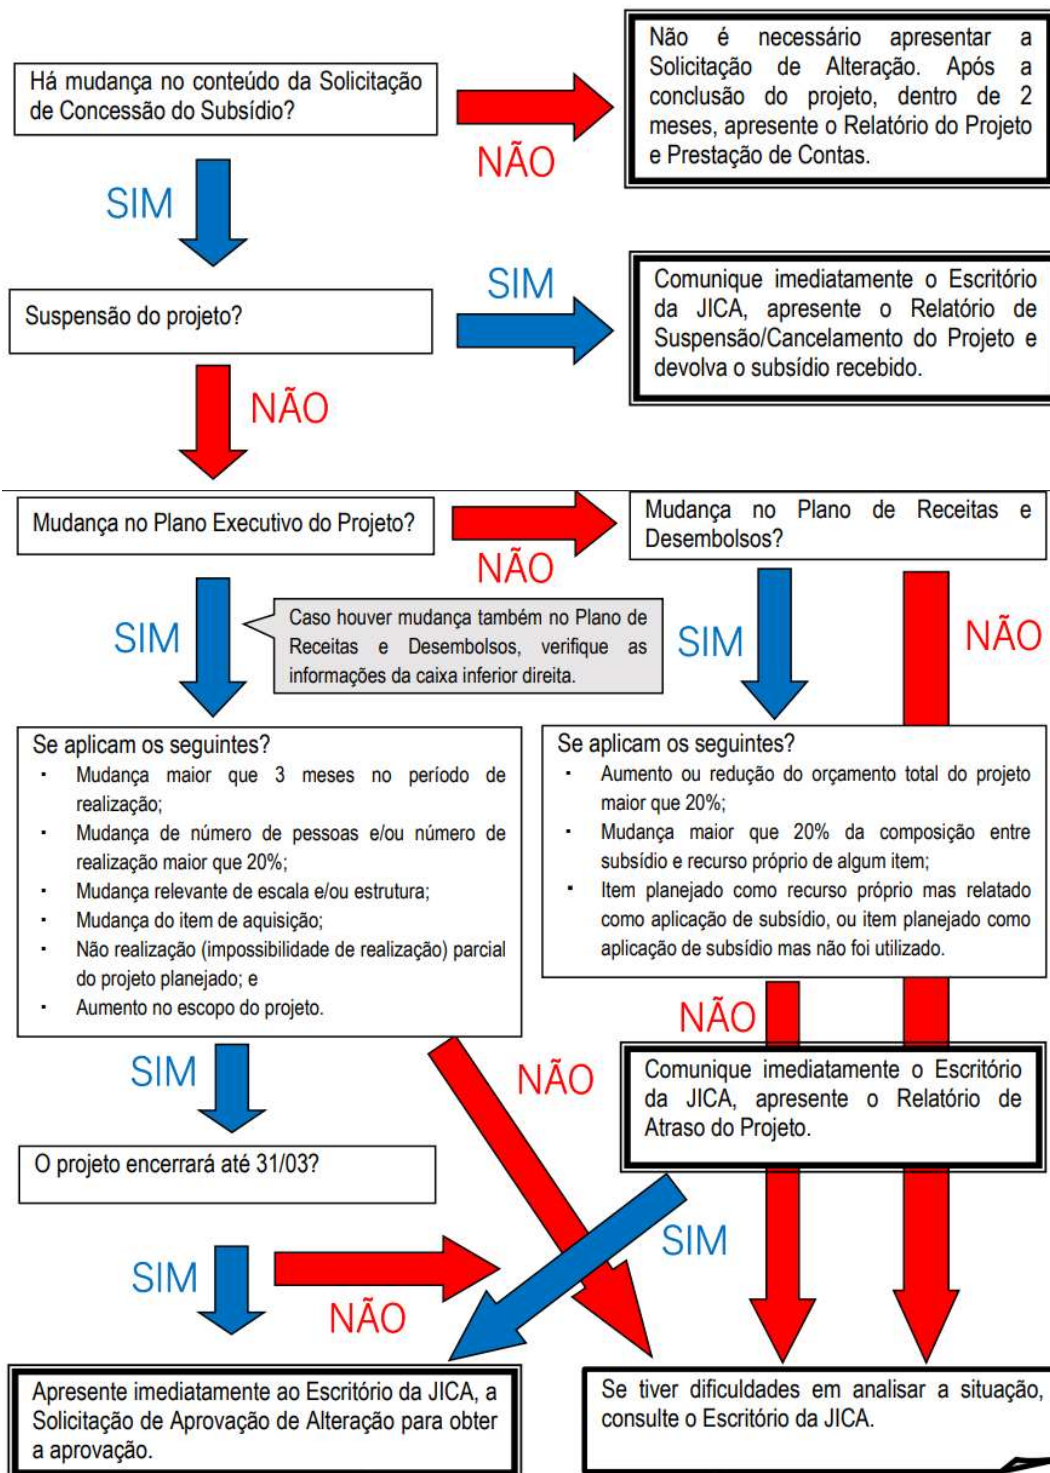 Há mudança no conteúdo da Solicitação
de Concessão do Subsídio?
NÃO
Não é necessário apresentar a
Solicitação de Alteração. Após a
conclusão do projeto, dentro de 2
meses, apresente o Relatório do Projeto
e Prestação de Contas.
SIM
Suspensão do projeto?
SIM
Comunique imediatamente o Escritório
da JICA, apresente o Relatório de
Suspensão/Cancelamento do Projeto e
devolva o subsídio recebido.
NÃO
Mudança no Plano Executivo do Projeto?
NÃO
Mudança no Plano de Receitas e
Desembolsos?
SIM
Caso houver mudança também no Plano de
Receitas e Desembolsos, verifique as
informações da caixa inferior direita.
SIM
NÃO
Se aplicam os seguintes?
▪ Mudança maior que 3 meses no período de
realização;
▪ Mudança de número de pessoas e/ou número de
realização maior que 20%;
▪ Mudança relevante de escala e/ou estrutura;
▪ Mudança do item de aquisição;
▪ Não realização (impossibilidade de realização) parcial
do projeto planejado; e
▪ Aumento no escopo do projeto.
Se aplicam os seguintes?
▪ Aumento ou redução do orçamento total do projeto
maior que 20%;
▪ Mudança maior que 20% da composição entre
subsídio e recurso próprio de algum item;
▪ Item planejado como recurso próprio mas relatado
como aplicação de subsídio, ou item planejado como
aplicação de subsídio mas não foi utilizado.
SIM
NÃO
NÃO
Comunique imediatamente o Escritório
da JICA, apresente o Relatório de
Atraso do Projeto.
O projeto encerrará até 31/03?
SIM
NÃO
SIM
Apresente imediatamente ao Escritório da JICA, a
Solicitação de Aprovação de Alteração para obter
a aprovação.
Se tiver dificuldades em analisar a situação,
consulte o Escritório da JICA.